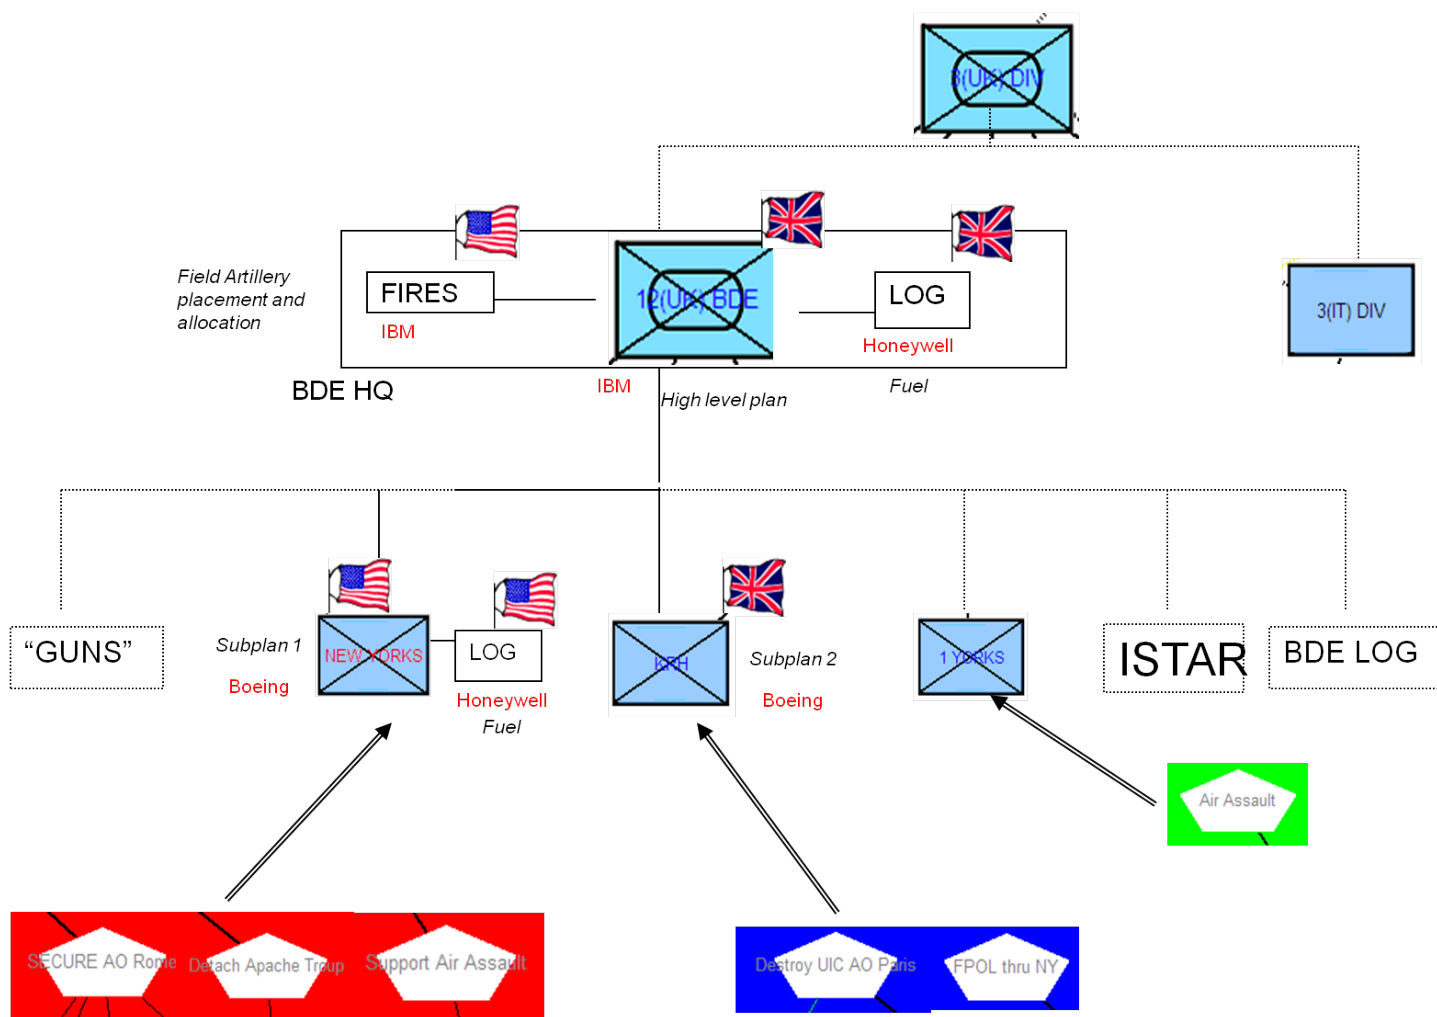 3(UK) DIV
Field Artillery
placement and
allocation
FIRES
IBM
12(UK) BDE
LOG
Honeywell
3(IT) DIV
BDE HQ
IBM
High level plan
Fuel
"GUNS"
Subplan 1
Boeing
NEW YORKS
LOG
Honeywell
Fuel
KRH
Subplan 2
Boeing
1 YORKS
ISTAR
BDE LOG
Air Assault
SECURE AO Rome
Detach Apache Troup
Support Air Assault
Destroy UIC AO Paris
FPOL thru NY